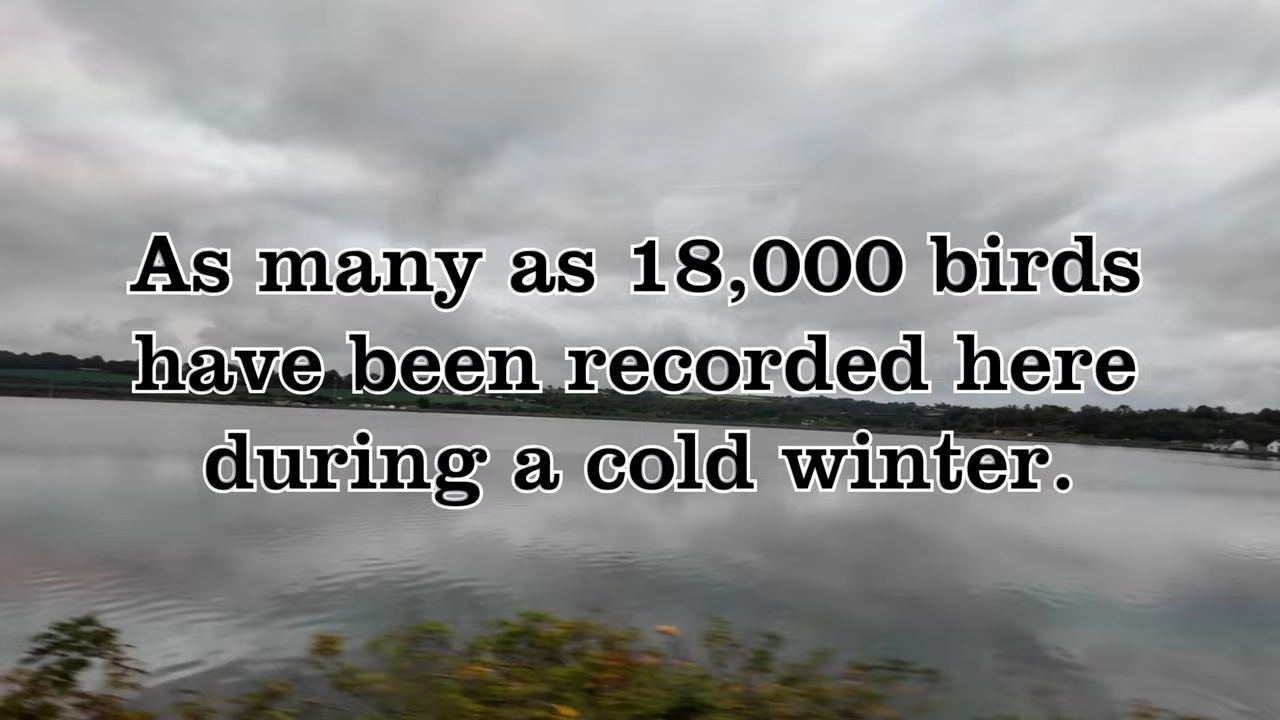 As many as 18,000 birds
have been recorded here
during a cold winter.